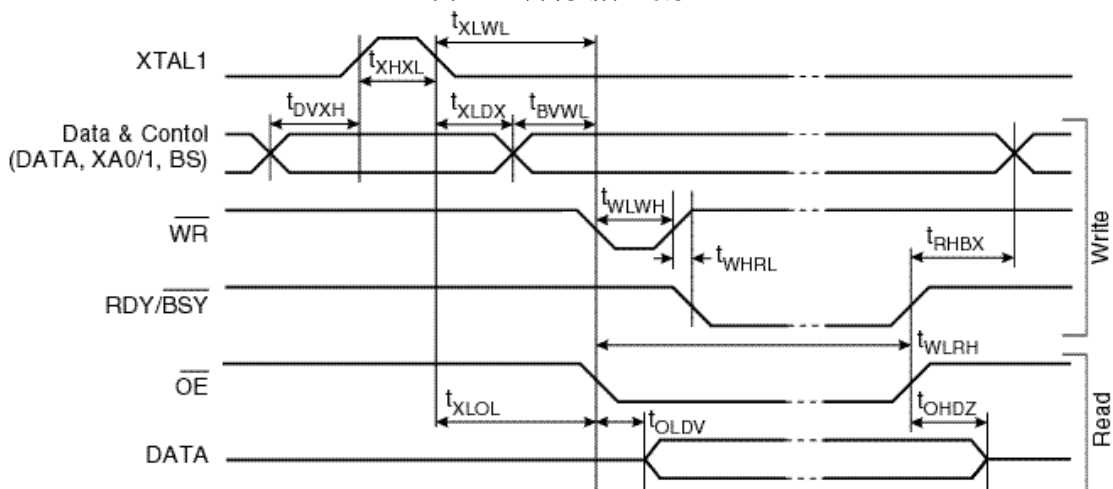 tXLWL
XTAL1
tXHXL
tDVXH
tXLDX
tBVWL
Data & Contol
(DATA, XA0/1, BS)
tWLWH
WR
tRHBX
tWHRL
Write
RDY/BSY
tWLRH
OE
tXLOL
tOHDZ
tOLDV
Read
DATA